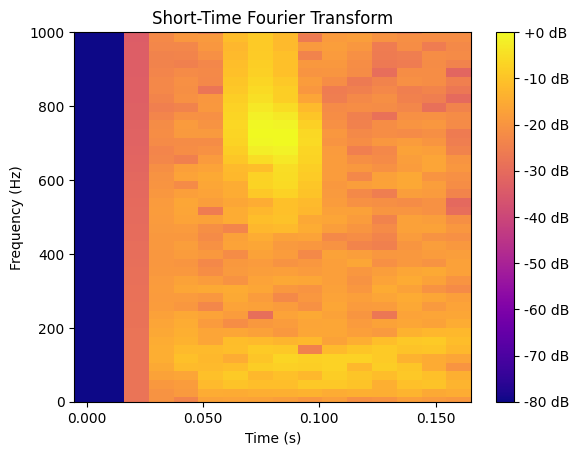 Short-Time Fourier Transform
1000
800
600
400
200
0
Frequency (Hz)
0.000
0.050
0.100
0.150
Time (s)
+0 dB
-10 dB
-20 dB
-30 dB
-40 dB
-50 dB
-60 dB
-70 dB
-80 dB